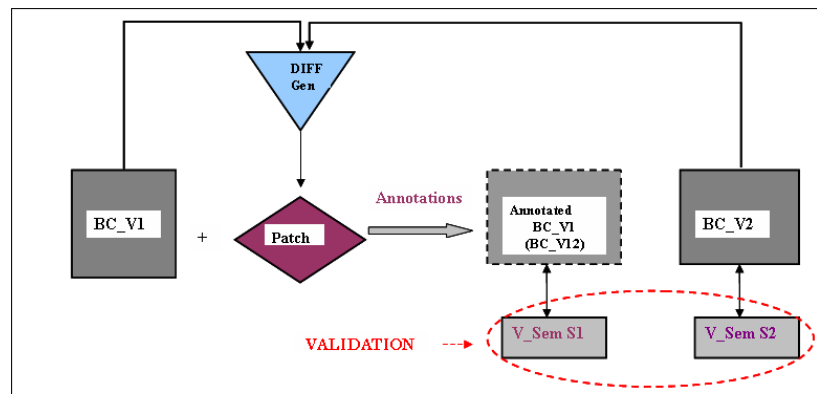 DIFF
Gen
BC_V1
+
Patch
Annotations
Annotated
BC_V1
(BC_V12)
BC_V2
VALIDATION
V_Sem S1
V_Sem S2